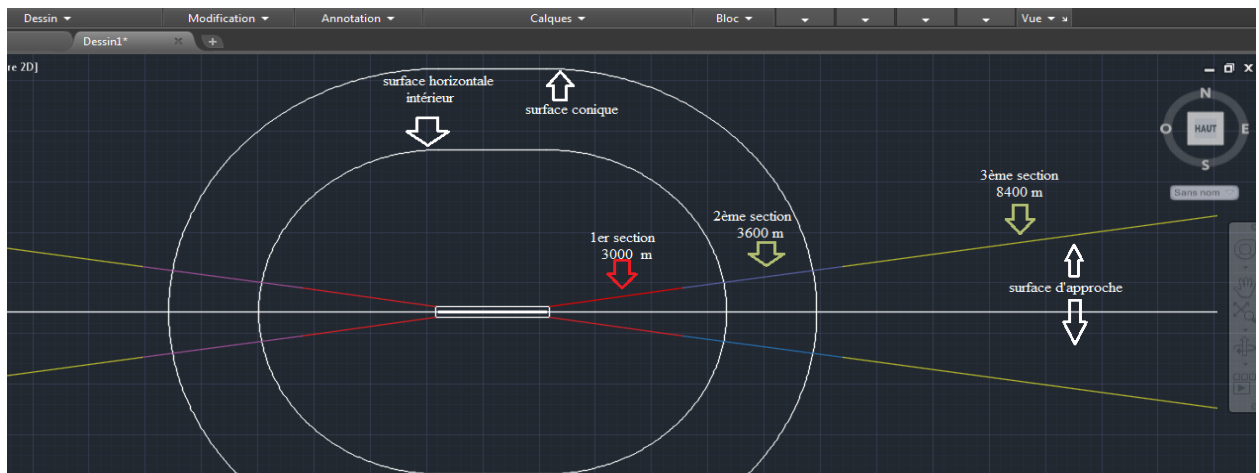 Dessin Modification Annotation Calques Bloc Vue
Dessin1*
re 2D]
surface horizontale
intérieur
surface conique
N
O HAUT E
S
Sans nom
3ème section
8400 m
2ème section
3600 m
1er section
3000 m
surface d'approche